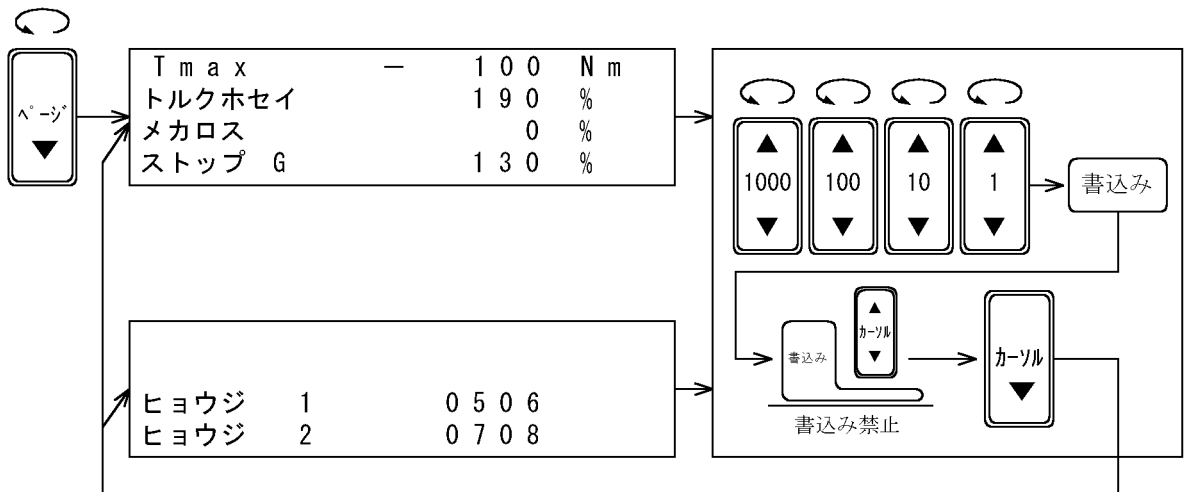 ページ
▼
Tmax － 100 Nm
トルクホセイ 190 %
メカロス 0 %
ストップ G 130 %
▲ ▲ ▲ ▲
1000 100 10 1
▼ ▼ ▼ ▼
書込み
ヒョウジ 1 0506
ヒョウジ 2 0708
書込み
▲
カーソル
▼
書込み禁止
カーソル
▼